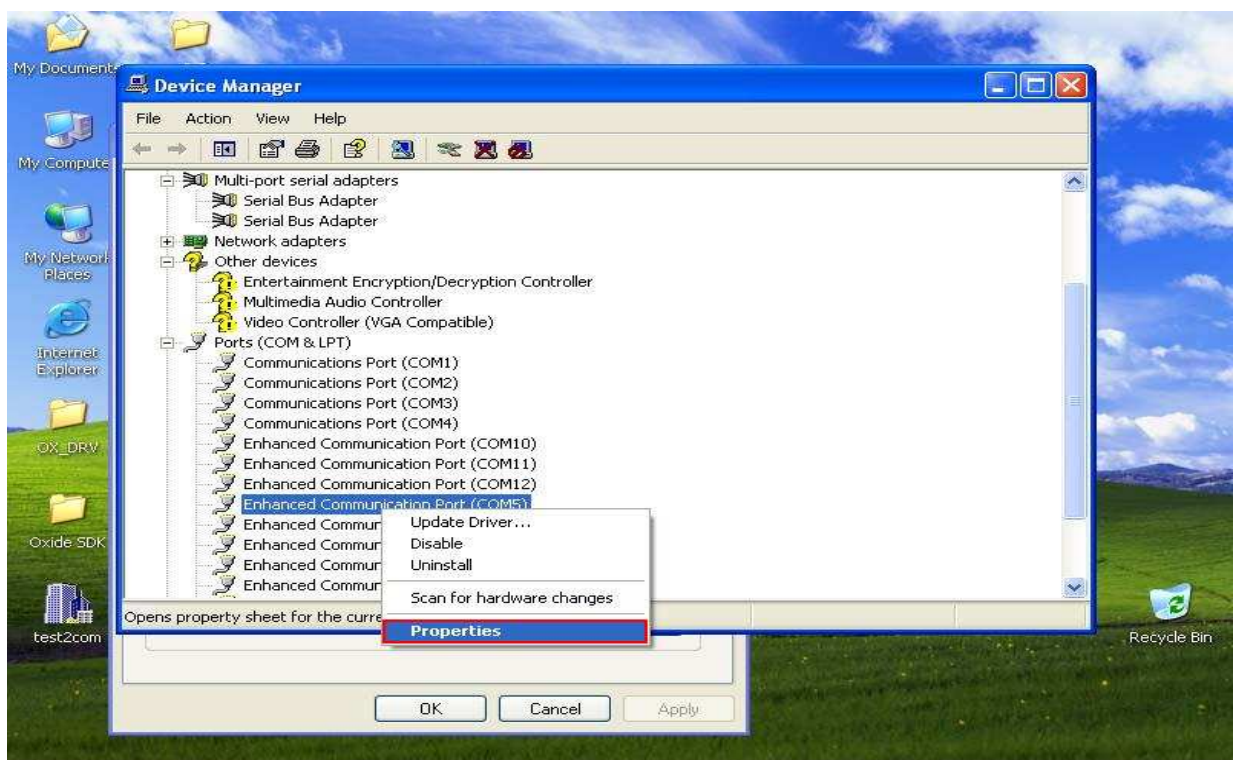 My Document
My Compute
My Network
Places
Internet
Explorer
OX_DRV
Oxide SDK
test2com
Device Manager
File Action View Help
Multi-port serial adapters
Serial Bus Adapter
Serial Bus Adapter
Network adapters
Other devices
Entertainment Encryption/Decryption Controller
Multimedia Audio Controller
Video Controller (VGA Compatible)
Ports (COM & LPT)
Communications Port (COM1)
Communications Port (COM2)
Communications Port (COM3)
Communications Port (COM4)
Enhanced Communication Port (COM10)
Enhanced Communication Port (COM11)
Enhanced Communication Port (COM12)
Enhanced Communication Port (COM5)
Enhanced Commun
Enhanced Commun
Enhanced Commun
Enhanced Commun
Update Driver...
Disable
Uninstall
Scan for hardware changes
Properties
Opens property sheet for the curre
OK Cancel Apply
Recycle Bin